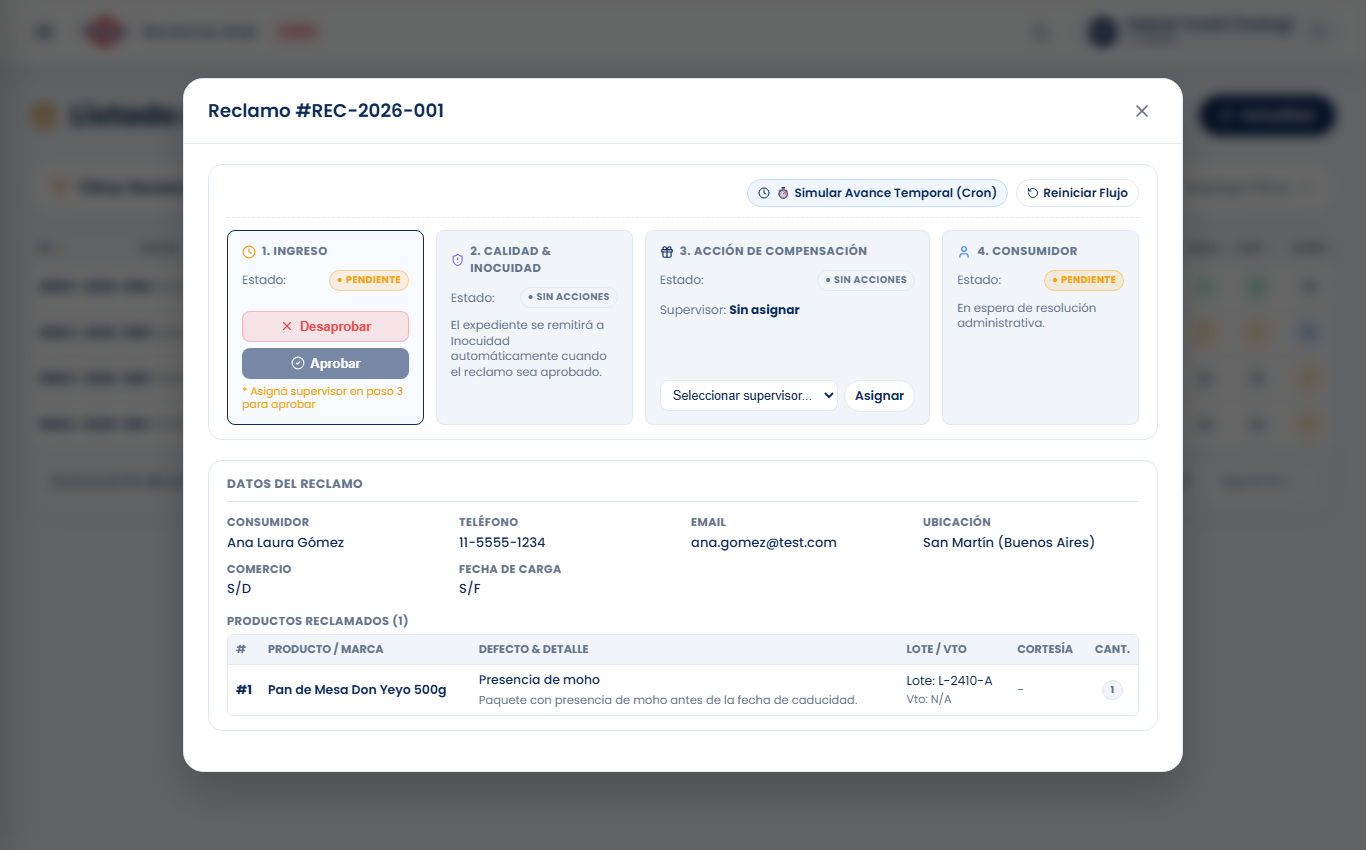 Reclamo #REC-2026-001
Simular Avance Temporal (Cron)
Reiniciar Flujo
1. INGRESO
Estado:
• PENDIENTE
Desaprobar
Aprobar
* Asigná supervisor en paso 3
para aprobar
2. CALIDAD &
INOCUIDAD
Estado:
• SIN ACCIONES
El expediente se remitirá a
Inocuidad
automáticamente cuando
el reclamo sea aprobado.
3. ACCIÓN DE COMPENSACIÓN
Estado:
• SIN ACCIONES
Supervisor: Sin asignar
Seleccionar supervisor...
Asignar
4. CONSUMIDOR
Estado:
• PENDIENTE
En espera de resolución
administrativa.
DATOS DEL RECLAMO
CONSUMIDOR
Ana Laura Gómez
TELÉFONO
11-5555-1234
EMAIL
ana.gomez@test.com
UBICACIÓN
San Martín (Buenos Aires)
COMERCIO
S/D
FECHA DE CARGA
S/F
PRODUCTOS RECLAMADOS (1)
# PRODUCTO / MARCA DEFECTO & DETALLE LOTE / VTO CORTESÍA CANT.
#1 Pan de Mesa Don Yeyo 500g
Presencia de moho
Paquete con presencia de moho antes de la fecha de caducidad.
Lote: L-2410-A
Vto: N/A
-
1